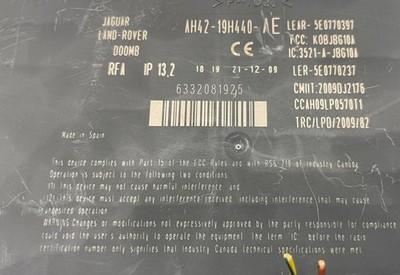 JAGUAR
LAND-ROVER
DOOMB
RFA IP 13,2
AH42-19H440-AE
CE
18 19 21-12-09
6332081925
LEAR-5E0770397
FCC: KOBJBG10A
IC:3521-A-JBG10A
LER-5E0770237
CMIIT:2009DJ2176
CCAH09LP0570T1
TRC/LPD/2009/82
Made in Spain
This device complies with Part 15 of the FCC Rules and with RSS-210 of Industry Canada
Operation is subject to the following two conditions:
(1) This device may not cause harmful interference, and
(2) This device must accept any interference received including interference that may cause
undesired operation
WARNING Changes or modifications not expressively approved by the party responsible for compliance
could void the user's authority to operate the equipment. The term IC: before the radio
certification number only signifies that industry Canada technical specifications were met